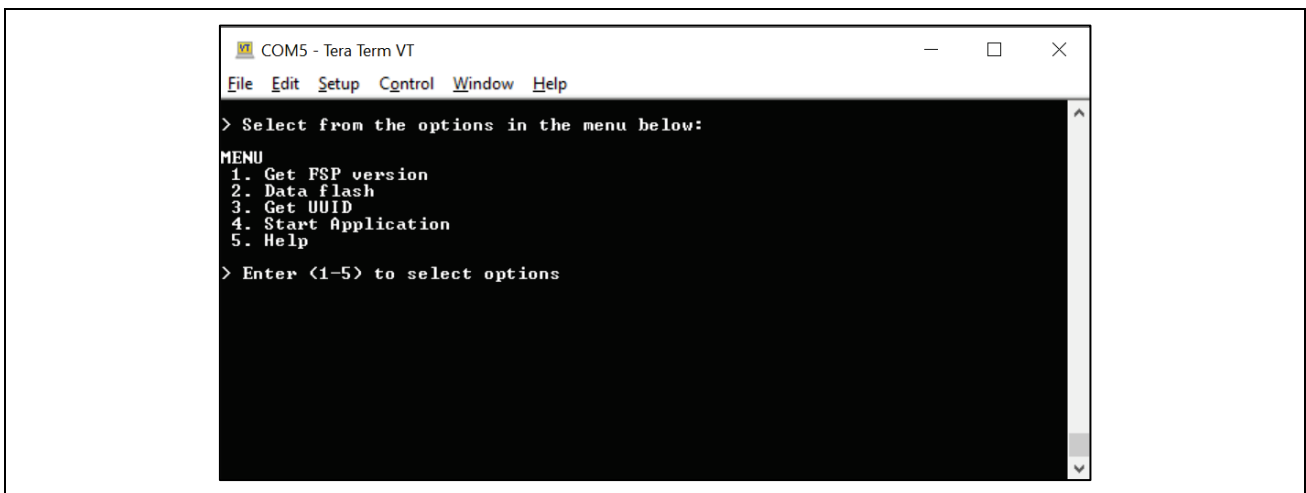 VT COM5 - Tera Term VT
File Edit Setup Control Window Help
> Select from the options in the menu below:
MENU
1. Get FSP version
2. Data flash
3. Get UUID
4. Start Application
5. Help
> Enter (1-5) to select options